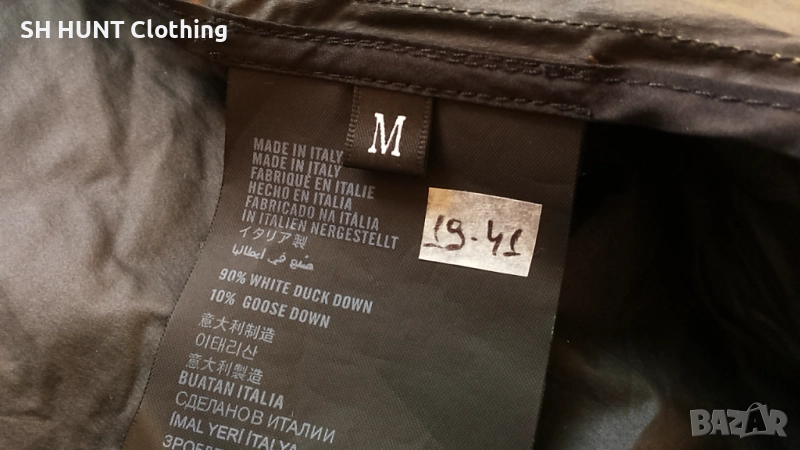 SH HUNT Clothing
M
MADE IN ITALY
MADE IN ITALY
FABRIQUÉ EN ITALIE
HECHO EN ITALIA
FABRICADO NA ITÁLIA
IN ITALIEN NERGESTELLT
イタリア製
صنع في ايطاليا
19-41
90% WHITE DUCK DOWN
10% GOOSE DOWN
意大利制造
이태리산
意大利製造
BUATAN ITALIA
СДЕЛАНО В ИТАЛИИ
İMAL YERİ İTALYA
BAZAR